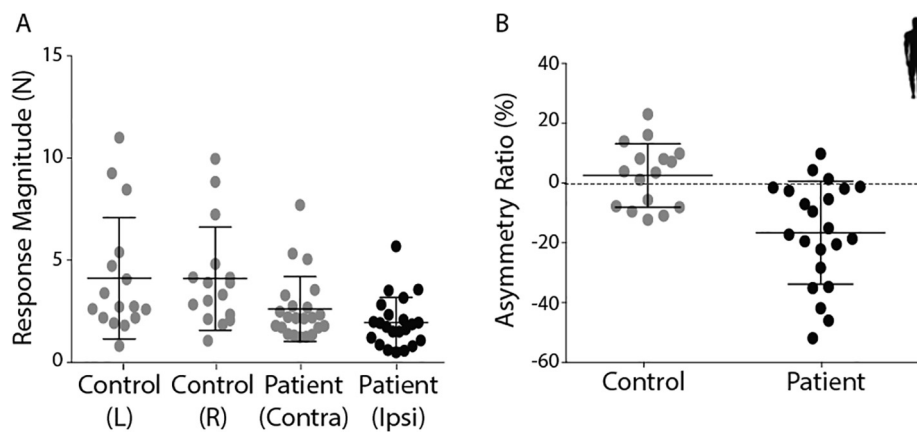 A
Response Magnitude (N)
15
10
5
0
Control
(L)
Control
(R)
Patient
(Contra)
Patient
(Ipsi)
B
Asymmetry Ratio (%)
40
20
0
-20
-40
-60
Control
Patient